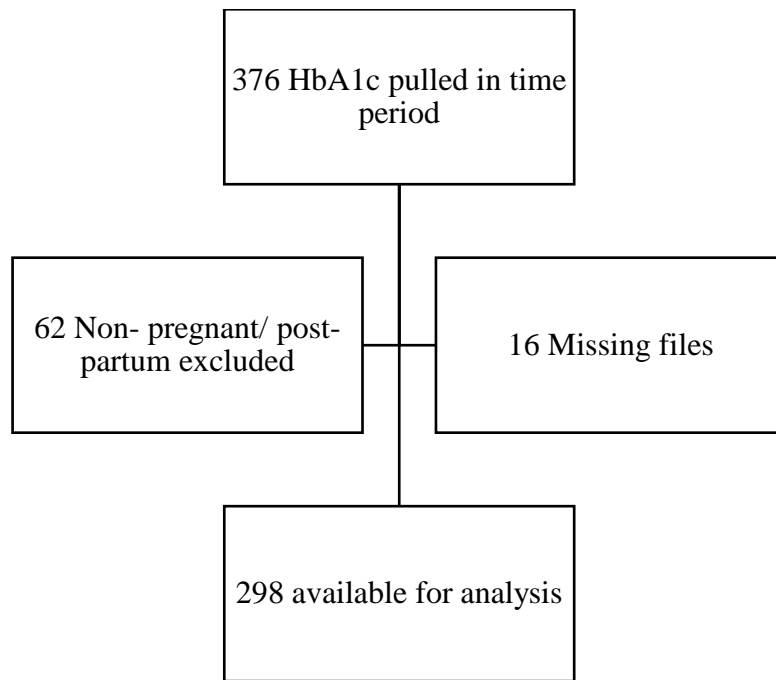 376 HbA1c pulled in time
period
62 Non- pregnant/ post-
partum excluded
16 Missing files
298 available for analysis